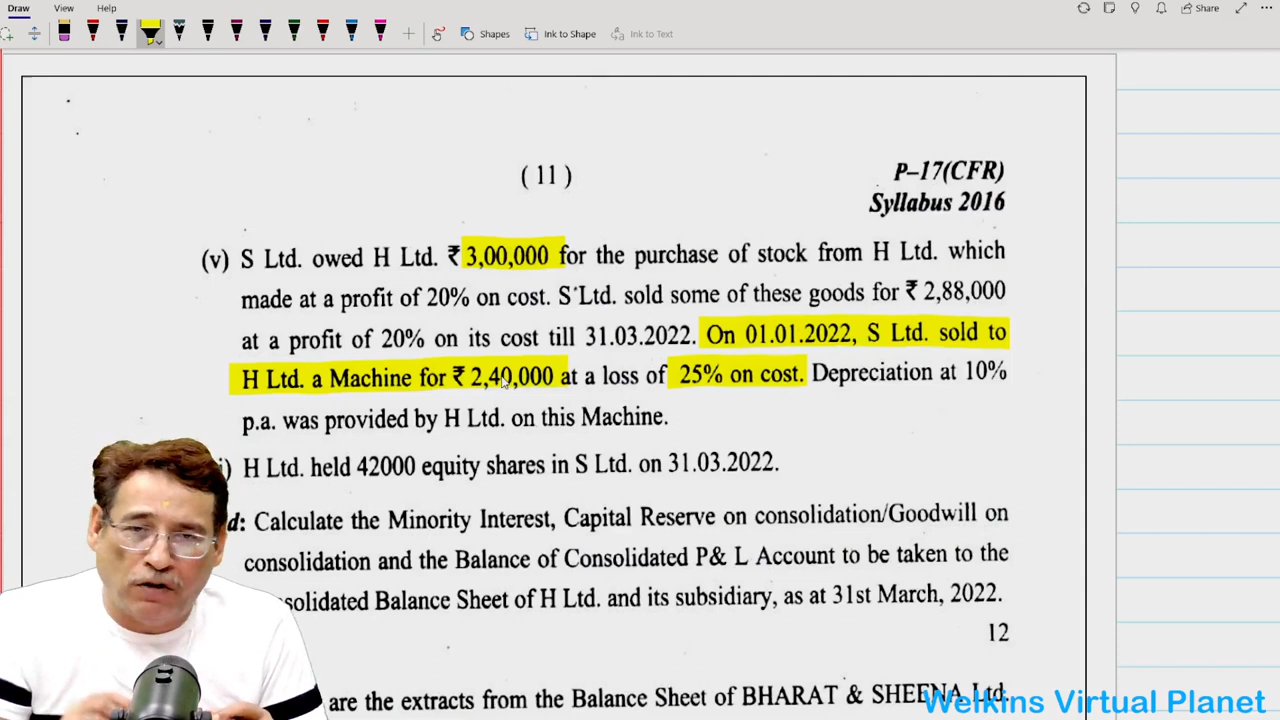 Draw View Help Share
Shapes Ink to Shape Ink to Text
( 11 )
P–17(CFR)
Syllabus 2016
(v) S Ltd. owed H Ltd. ₹ 3,00,000 for the purchase of stock from H Ltd. which
made at a profit of 20% on cost. S Ltd. sold some of these goods for ₹ 2,88,000
at a profit of 20% on its cost till 31.03.2022. On 01.01.2022, S Ltd. sold to
H Ltd. a Machine for ₹ 2,40,000 at a loss of 25% on cost. Depreciation at 10%
p.a. was provided by H Ltd. on this Machine.
) H Ltd. held 42000 equity shares in S Ltd. on 31.03.2022.
d: Calculate the Minority Interest, Capital Reserve on consolidation/Goodwill on
consolidation and the Balance of Consolidated P& L Account to be taken to the
solidated Balance Sheet of H Ltd. and its subsidiary, as at 31st March, 2022.
12
are the extracts from the Balance Sheet of BHARAT & SHEENA Ltd.
Welkins Virtual Planet